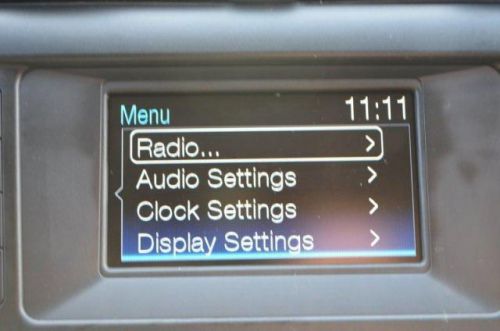 Menu 11:11
Radio... >
Audio Settings >
Clock Settings >
Display Settings >